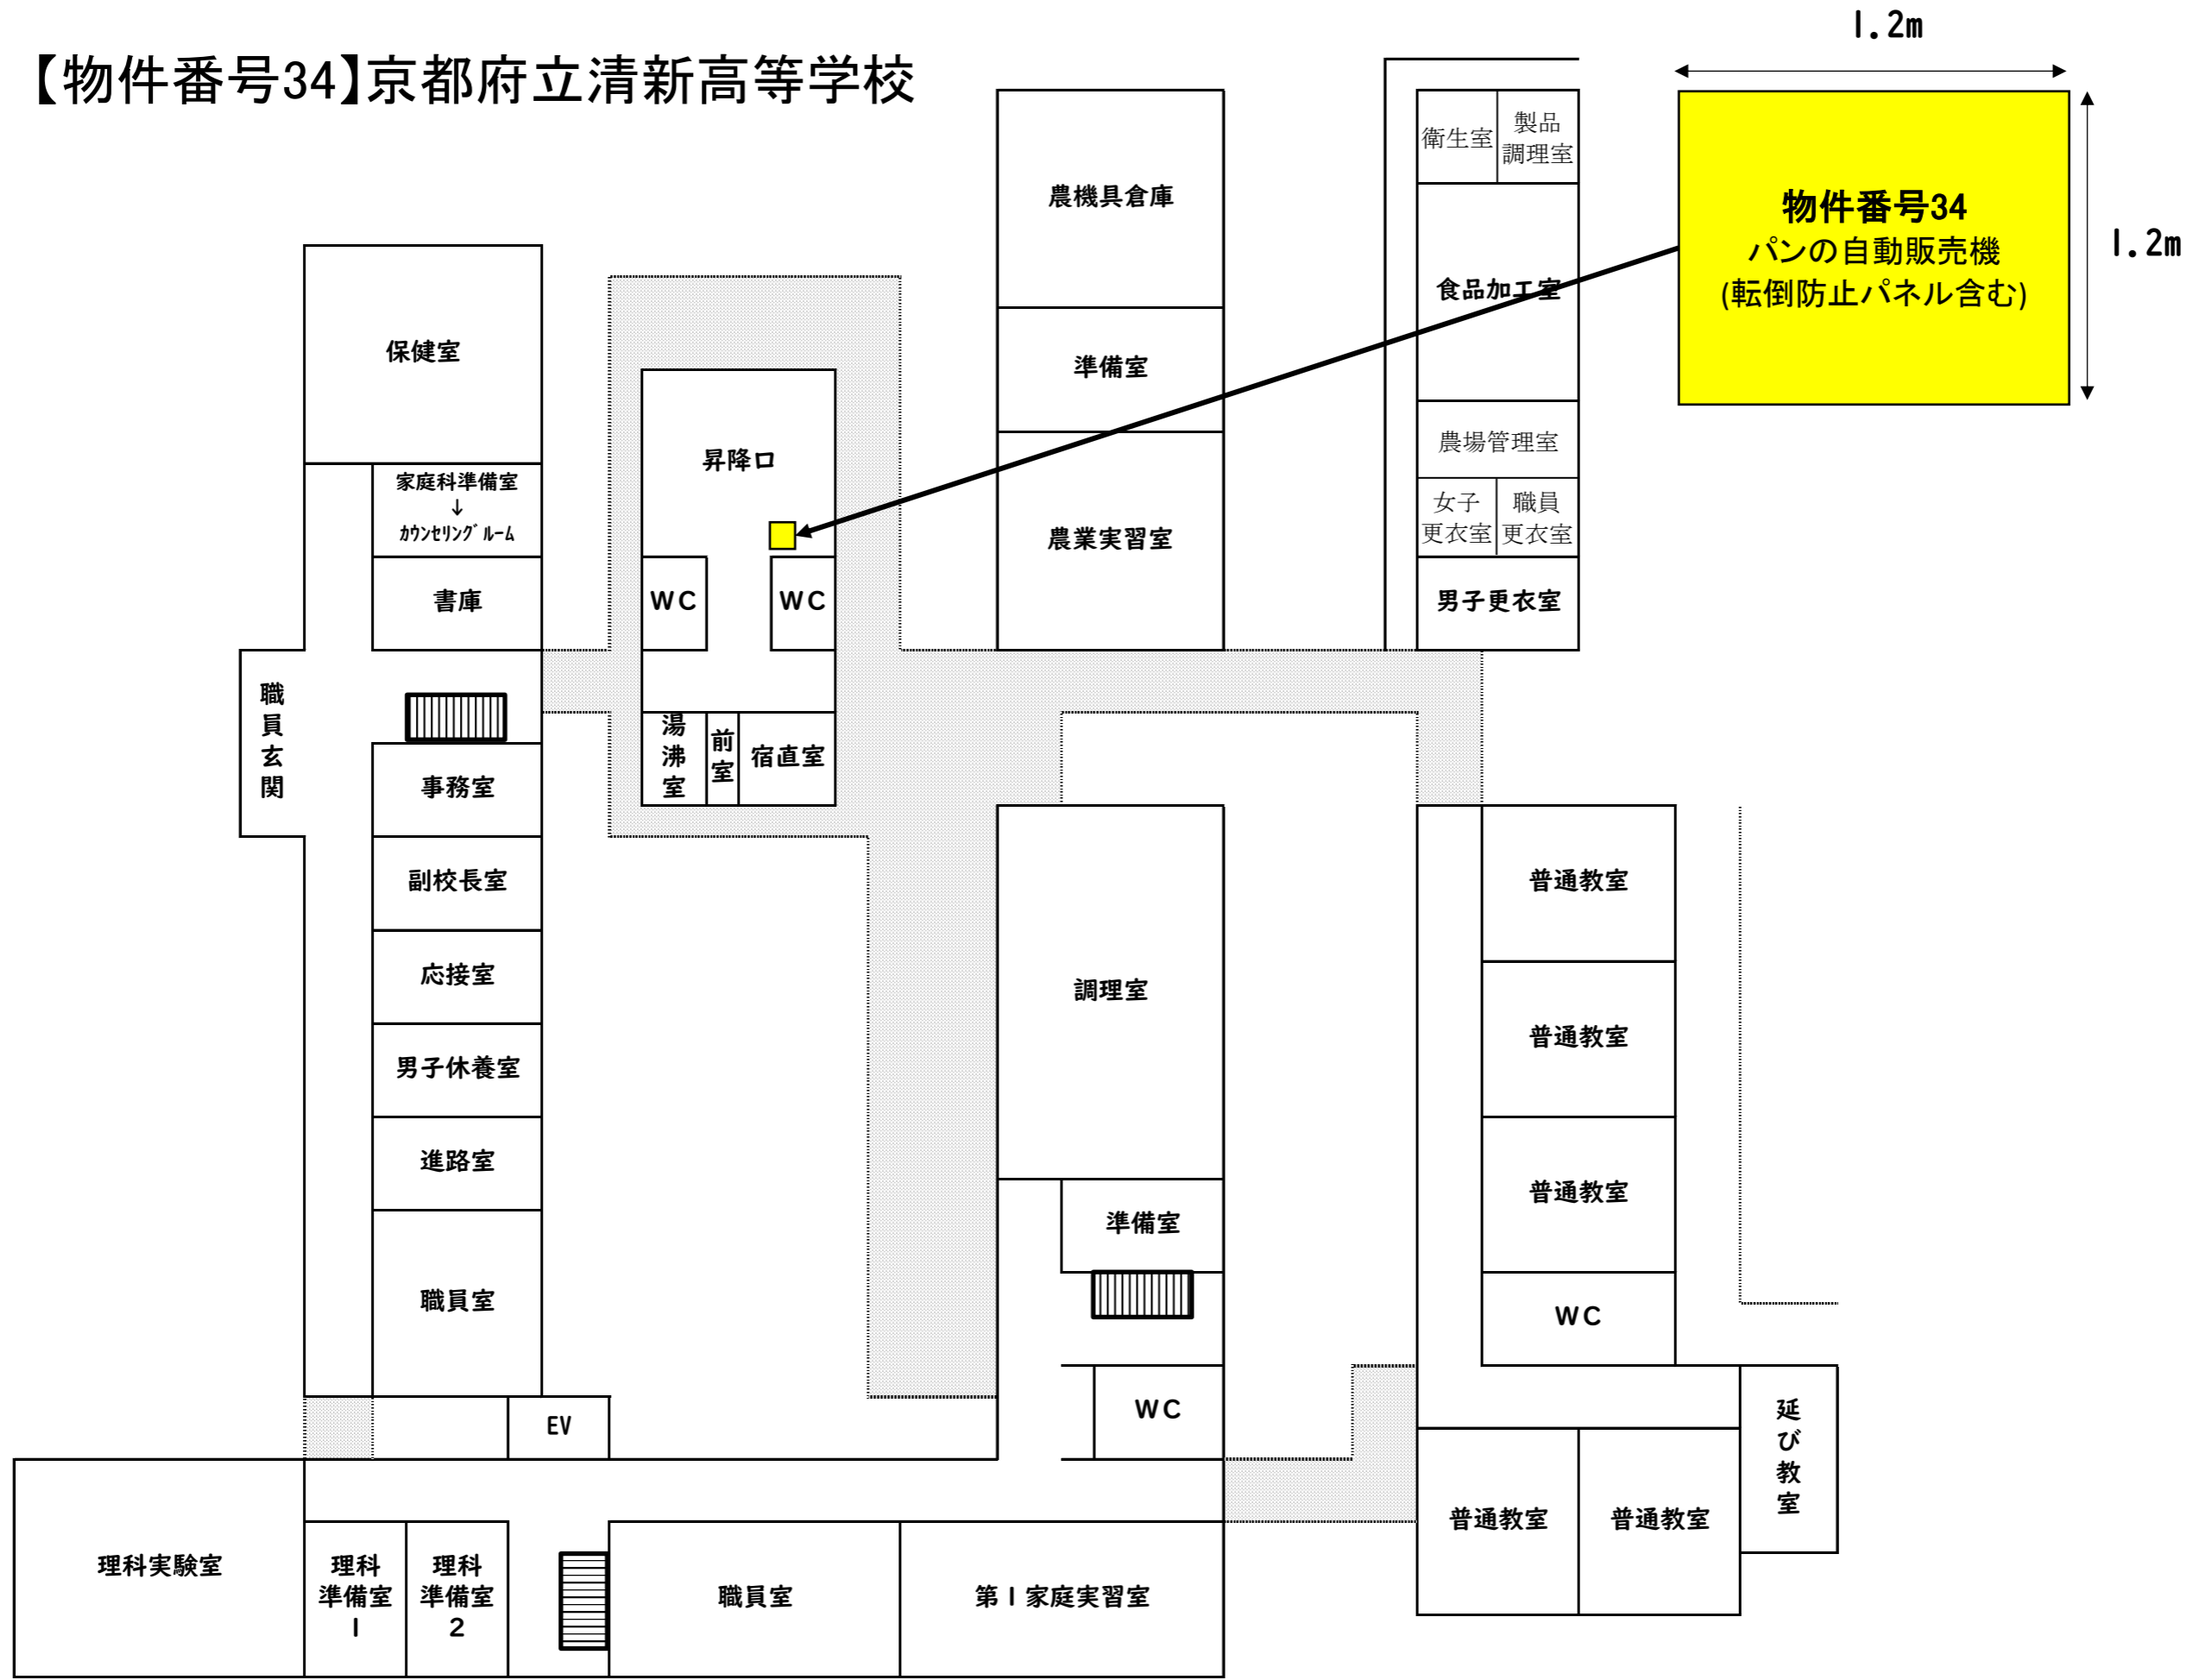 【物件番号34】京都府立清新高等学校
1.2m
1.2m
物件番号34
パンの自動販売機
(転倒防止パネル含む)
農機具倉庫
準備室
農業実習室
衛生室
製品
調理室
食品加工室
農場管理室
女子
更衣室
職員
更衣室
男子更衣室
保健室
家庭科準備室
↓
ｶｳﾝｾﾘﾝｸﾞﾙｰﾑ
書庫
昇降口
WC
WC
湯沸室
前室
宿直室
職員玄関
事務室
副校長室
応接室
男子休養室
進路室
職員室
EV
調理室
準備室
WC
普通教室
普通教室
普通教室
WC
延び教室
普通教室
普通教室
理科実験室
理科
準備室
1
理科
準備室
2
職員室
第1家庭実習室